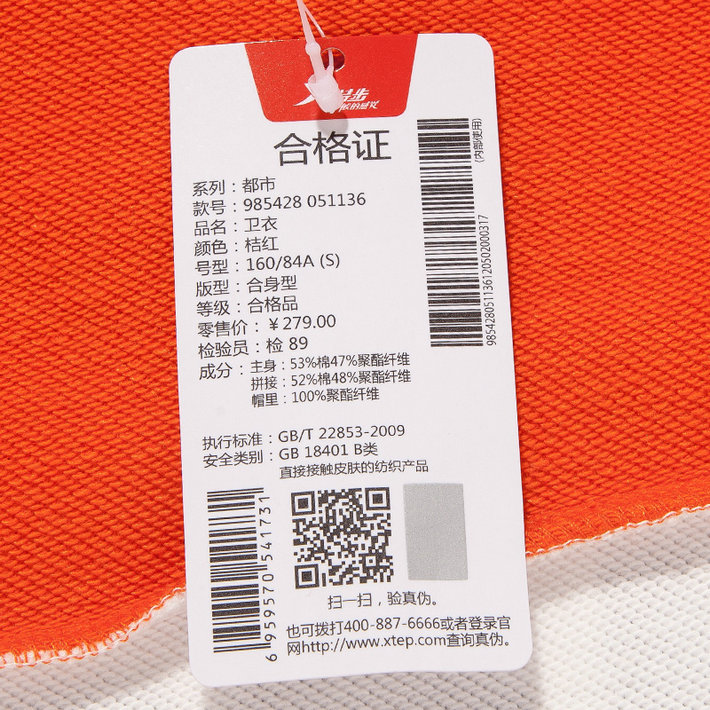 特步
合格证
系列：都市
款号：985428 051136
品名：卫衣
颜色：桔红
号型：160/84A (S)
版型：合身型
等级：合格品
零售价：￥279.00
检验员：检 89
成分：主身：53%棉47%聚酯纤维
拼接：52%棉48%聚酯纤维
帽里：100%聚酯纤维
执行标准：GB/T 22853-2009
安全类别：GB 18401 B类
直接接触皮肤的纺织产品
(内部使用)
985428051136120502000317
6 959570 541731
扫一扫，验真伪。
也可拨打400-887-6666或者登录官
网http://www.xtep.com查询真伪。